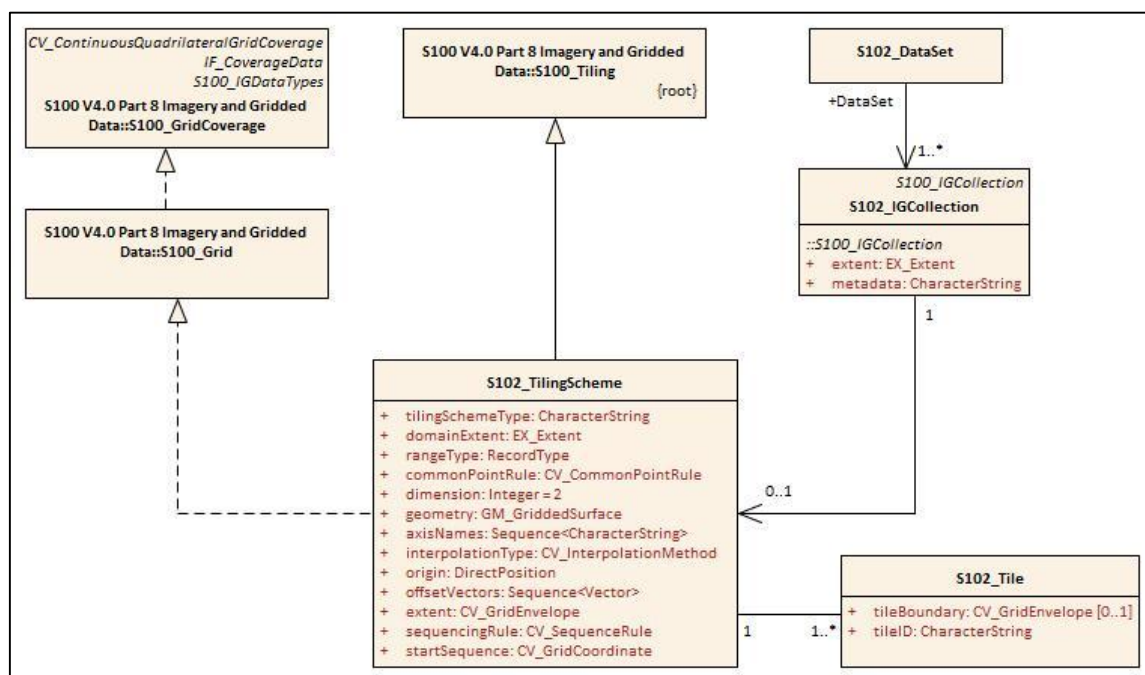 CV_ContinuousQuadrilateralGridCoverage
IF_CoverageData
S100_IGDataTypes
S100 V4.0 Part 8 Imagery and Gridded
Data::S100_GridCoverage
S100 V4.0 Part 8 Imagery and Gridded
Data::S100_Tiling
{root}
S102_DataSet
+DataSet
1..*
S100_IGCollection
S102_IGCollection
::S100_IGCollection
+ extent: EX_Extent
+ metadata: CharacterString
1
S100 V4.0 Part 8 Imagery and Gridded
Data::S100_Grid
S102_TilingScheme
+ tilingSchemeType: CharacterString
+ domainExtent: EX_Extent
+ rangeType: RecordType
+ commonPointRule: CV_CommonPointRule
+ dimension: Integer = 2
+ geometry: GM_GriddedSurface
+ axisNames: Sequence<CharacterString>
+ interpolationType: CV_InterpolationMethod
+ origin: DirectPosition
+ offsetVectors: Sequence<Vector>
+ extent: CV_GridEnvelope
+ sequencingRule: CV_SequenceRule
+ startSequence: CV_GridCoordinate
0..1
1
1..*
S102_Tile
+ tileBoundary: CV_GridEnvelope [0..1]
+ tileID: CharacterString